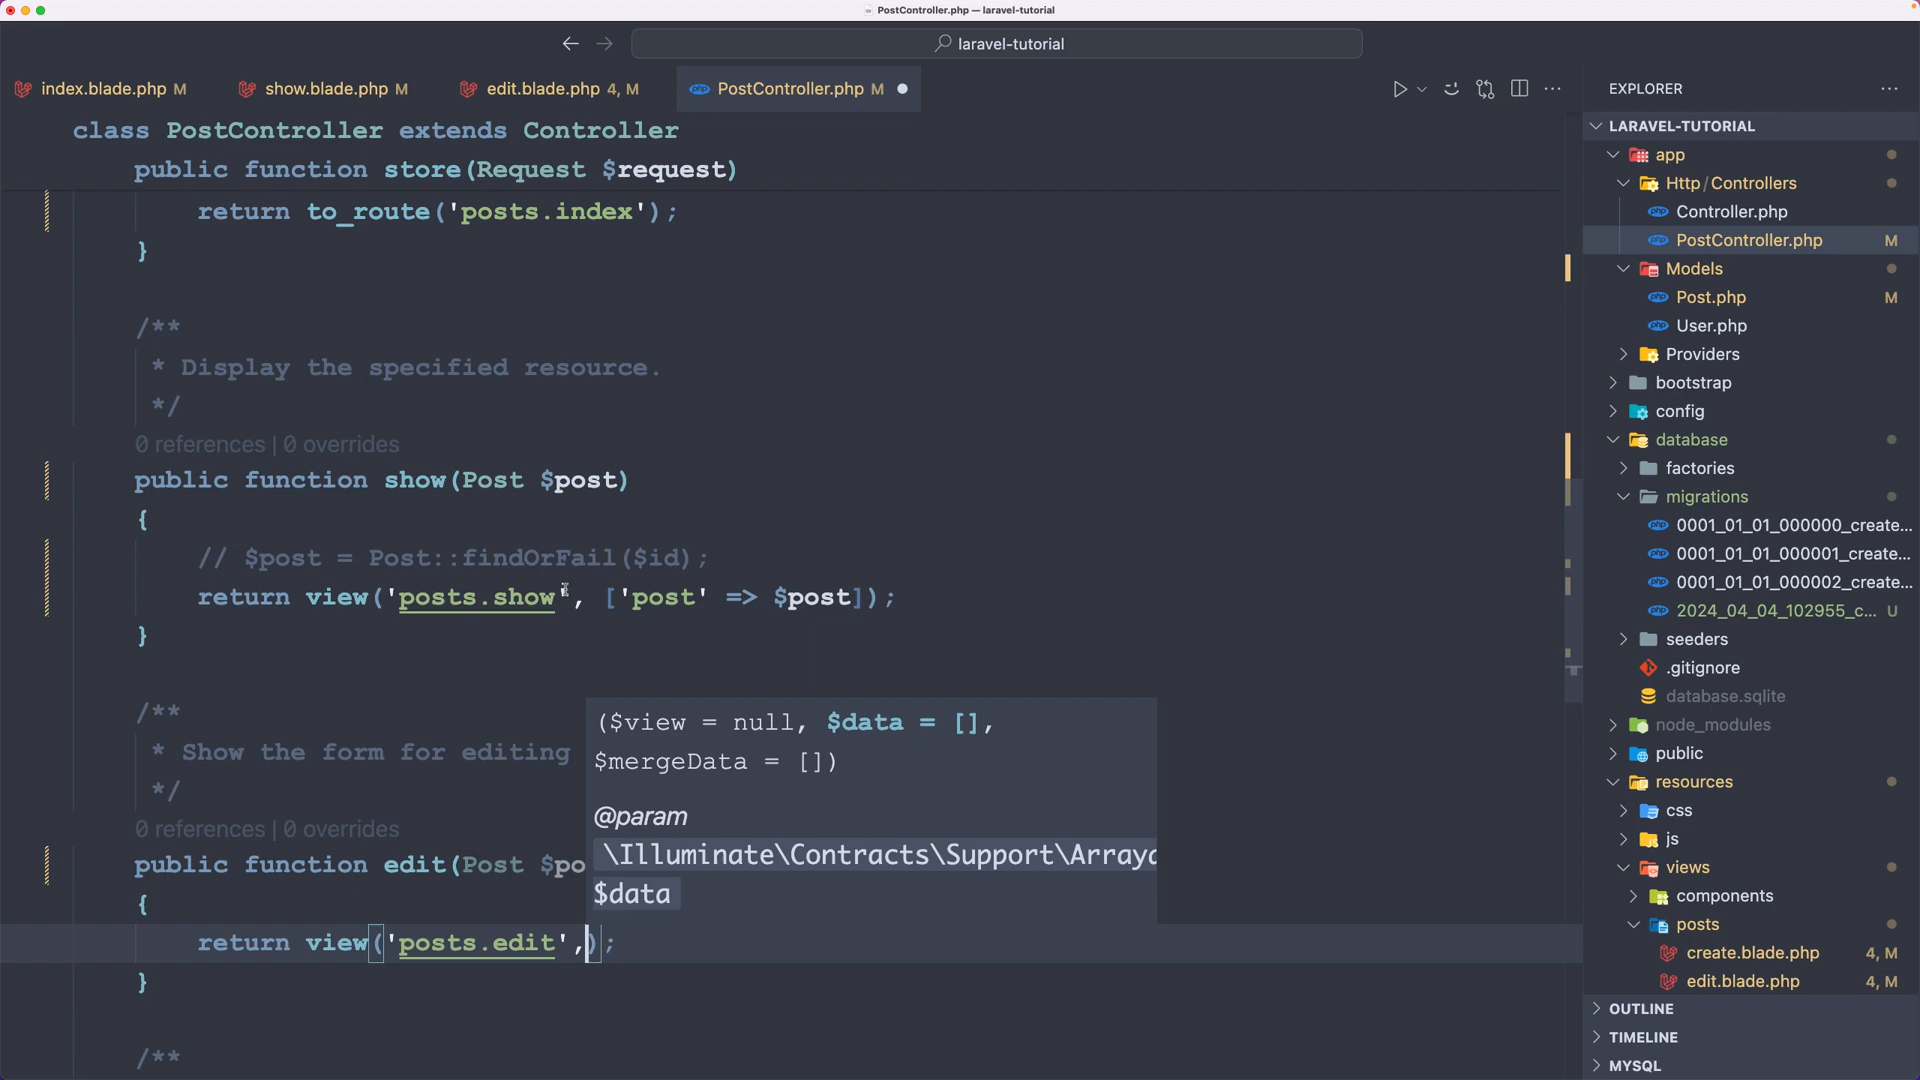 PostController.php — laravel-tutorial
laravel-tutorial
index.blade.php M
show.blade.php M
edit.blade.php 4, M
PostController.php M
class PostController extends Controller
public function store(Request $request)
return to_route('posts.index');
}
/**
* Display the specified resource.
*/
0 references | 0 overrides
public function show(Post $post)
{
// $post = Post::findOrFail($id);
return view('posts.show', ['post' => $post]);
}
/**
* Show the form for editing
*/
0 references | 0 overrides
public function edit(Post $po
{
return view('posts.edit',);
}
/**
($view = null, $data = [],
$mergeData = [])
@param
\Illuminate\Contracts\Support\Arraya
$data
EXPLORER
LARAVEL-TUTORIAL
app
Http/Controllers
Controller.php
PostController.php M
Models
Post.php M
User.php
Providers
bootstrap
config
database
factories
migrations
0001_01_01_000000_create...
0001_01_01_000001_create...
0001_01_01_000002_create...
2024_04_04_102955_c... U
seeders
.gitignore
database.sqlite
node_modules
public
resources
css
js
views
components
posts
create.blade.php 4, M
edit.blade.php 4, M
OUTLINE
TIMELINE
MYSQL